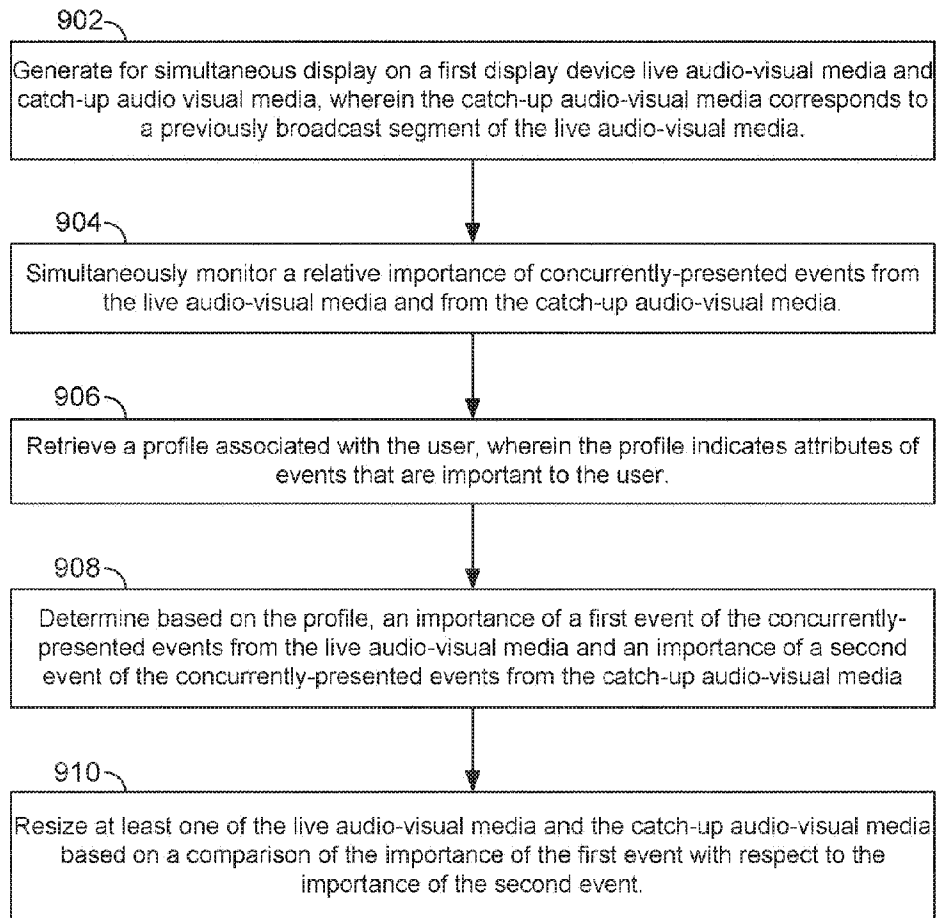 902
Generate for simultaneous display on a first display device live audio-visual media and
catch-up audio visual media, wherein the catch-up audio-visual media corresponds to
a previously broadcast segment of the live audio-visual media.
904
Simultaneously monitor a relative importance of concurrently-presented events from
the live audio-visual media and from the catch-up audio-visual media.
906
Retrieve a profile associated with the user, wherein the profile indicates attributes of
events that are important to the user.
908
Determine based on the profile, an importance of a first event of the concurrently-
presented events from the live audio-visual media and an importance of a second
event of the concurrently-presented events from the catch-up audio-visual media
910
Resize at least one of the live audio-visual media and the catch-up audio-visual media
based on a comparison of the importance of the first event with respect to the
importance of the second event.